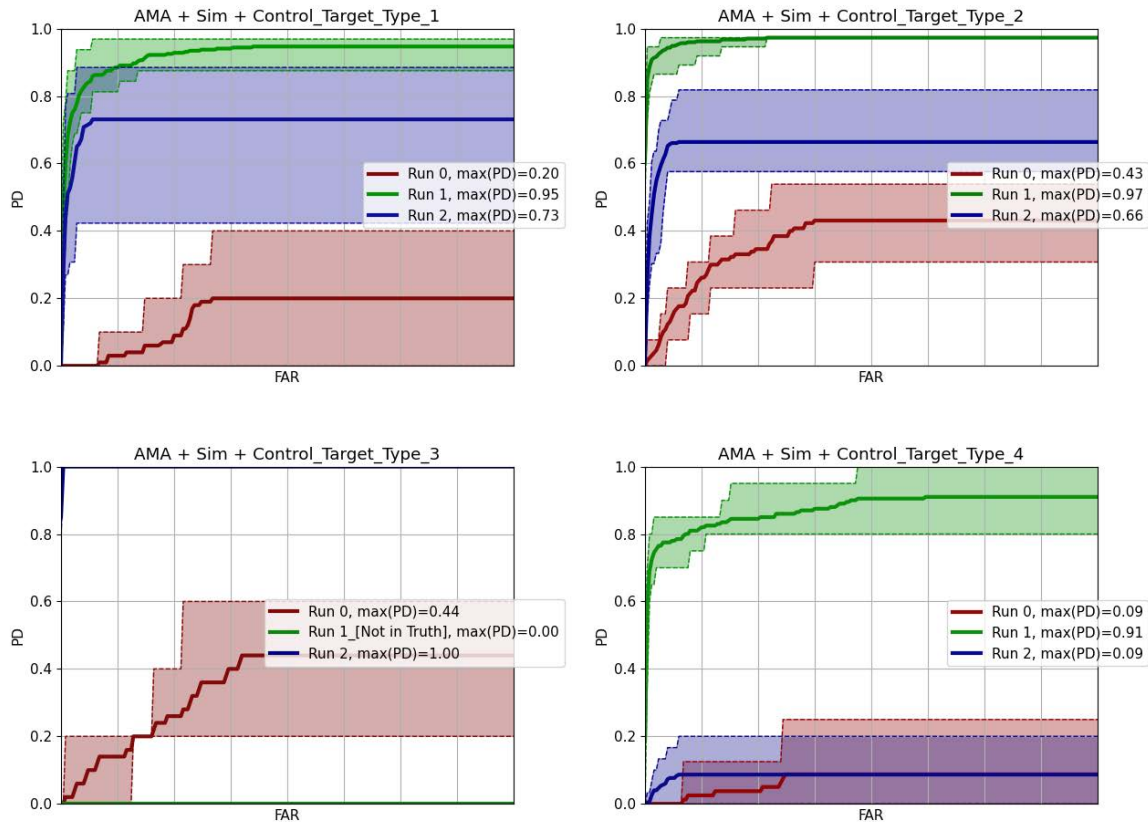 AMA + Sim + Control_Target_Type_1
1.0
0.8
0.6
0.4
0.2
0.0
PD
FAR
Run 0, max(PD)=0.20
Run 1, max(PD)=0.95
Run 2, max(PD)=0.73
AMA + Sim + Control_Target_Type_2
1.0
0.8
0.6
0.4
0.2
0.0
PD
FAR
Run 0, max(PD)=0.43
Run 1, max(PD)=0.97
Run 2, max(PD)=0.66
AMA + Sim + Control_Target_Type_3
1.0
0.8
0.6
0.4
0.2
0.0
PD
FAR
Run 0, max(PD)=0.44
Run 1_[Not in Truth], max(PD)=0.00
Run 2, max(PD)=1.00
AMA + Sim + Control_Target_Type_4
1.0
0.8
0.6
0.4
0.2
0.0
PD
FAR
Run 0, max(PD)=0.09
Run 1, max(PD)=0.91
Run 2, max(PD)=0.09